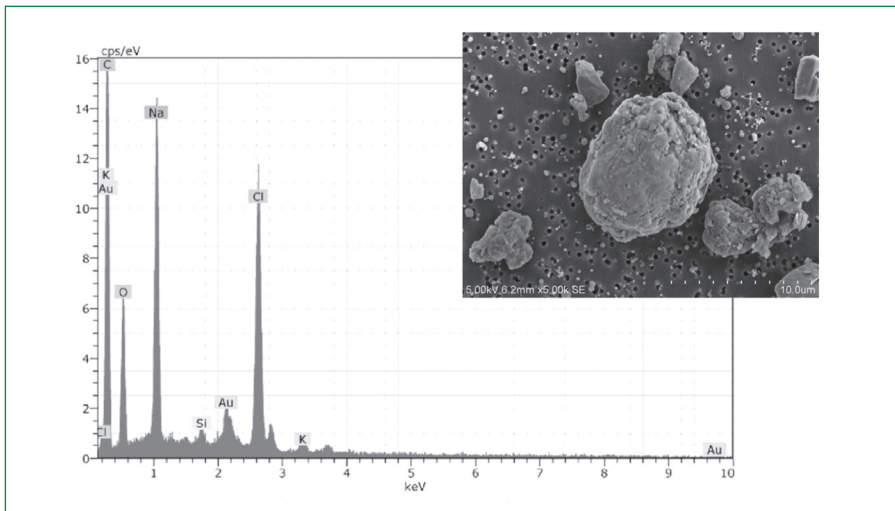 cps/eV
16
C
14
Na
12
K
Au
Cl
10
8
O
6
4
2
Au
Si
Cl
K
Au
0
1 2 3 4 5 6 7 8 9 10
keV
5.00kV 6.2mm x5.00k SE 10.0um